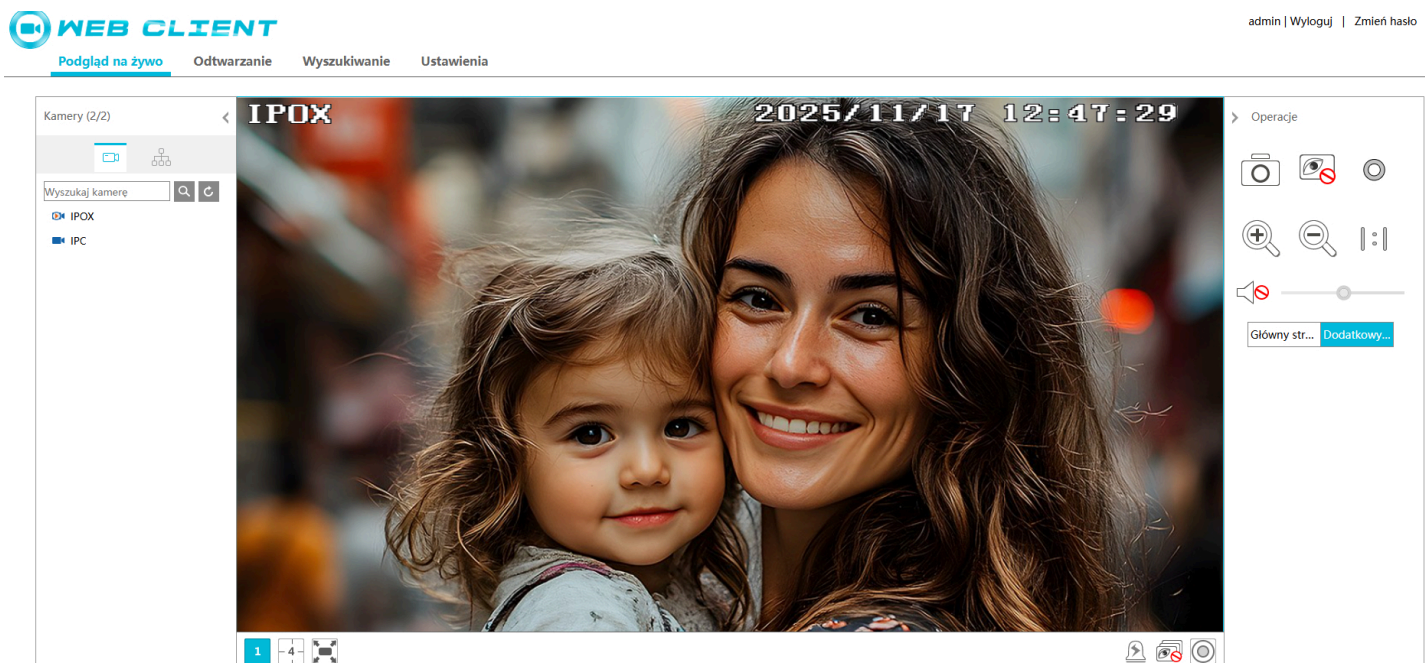 WEB CLIENT
admin | Wyloguj | Zmień hasło
Podgląd na żywo Odtwarzanie Wyszukiwanie Ustawienia
Kamery (2/2)
Wyszukaj kamerę
IPOX
IPC
IPOX 2025/11/17 12:47:29
Operacje
Główny str... Dodatkowy...
1 4